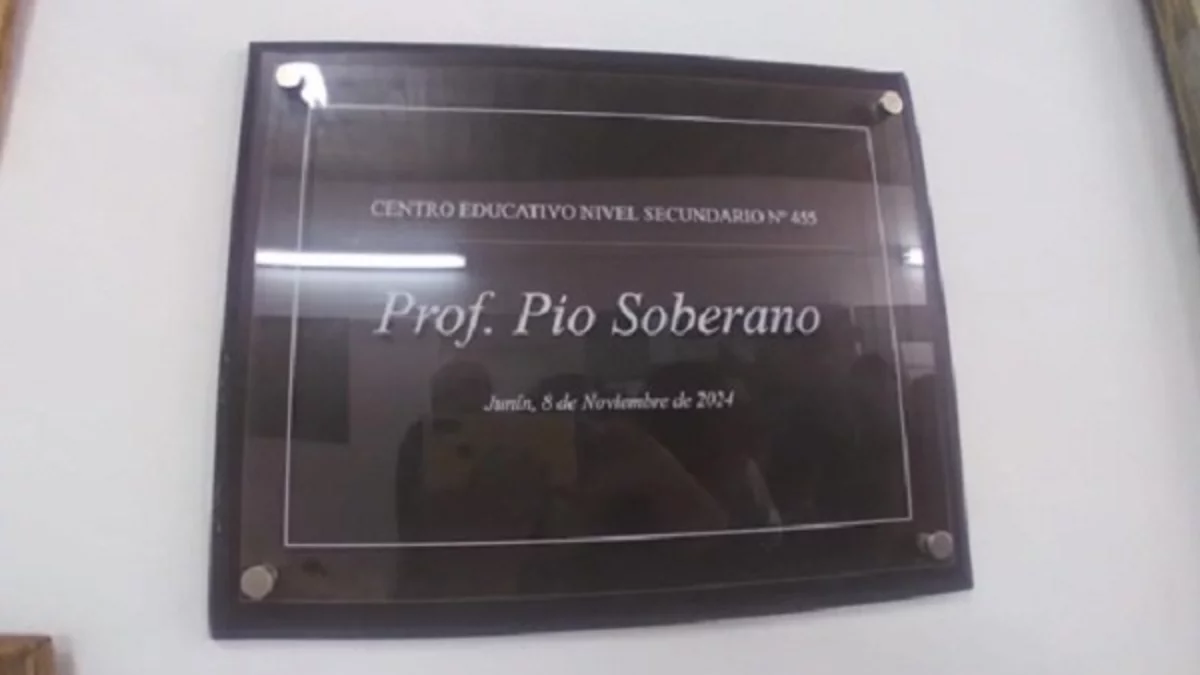 CENTRO EDUCATIVO NIVEL SECUNDARIO Nº 455
Prof. Pio Soberano
Junín, 8 de Noviembre de 2024